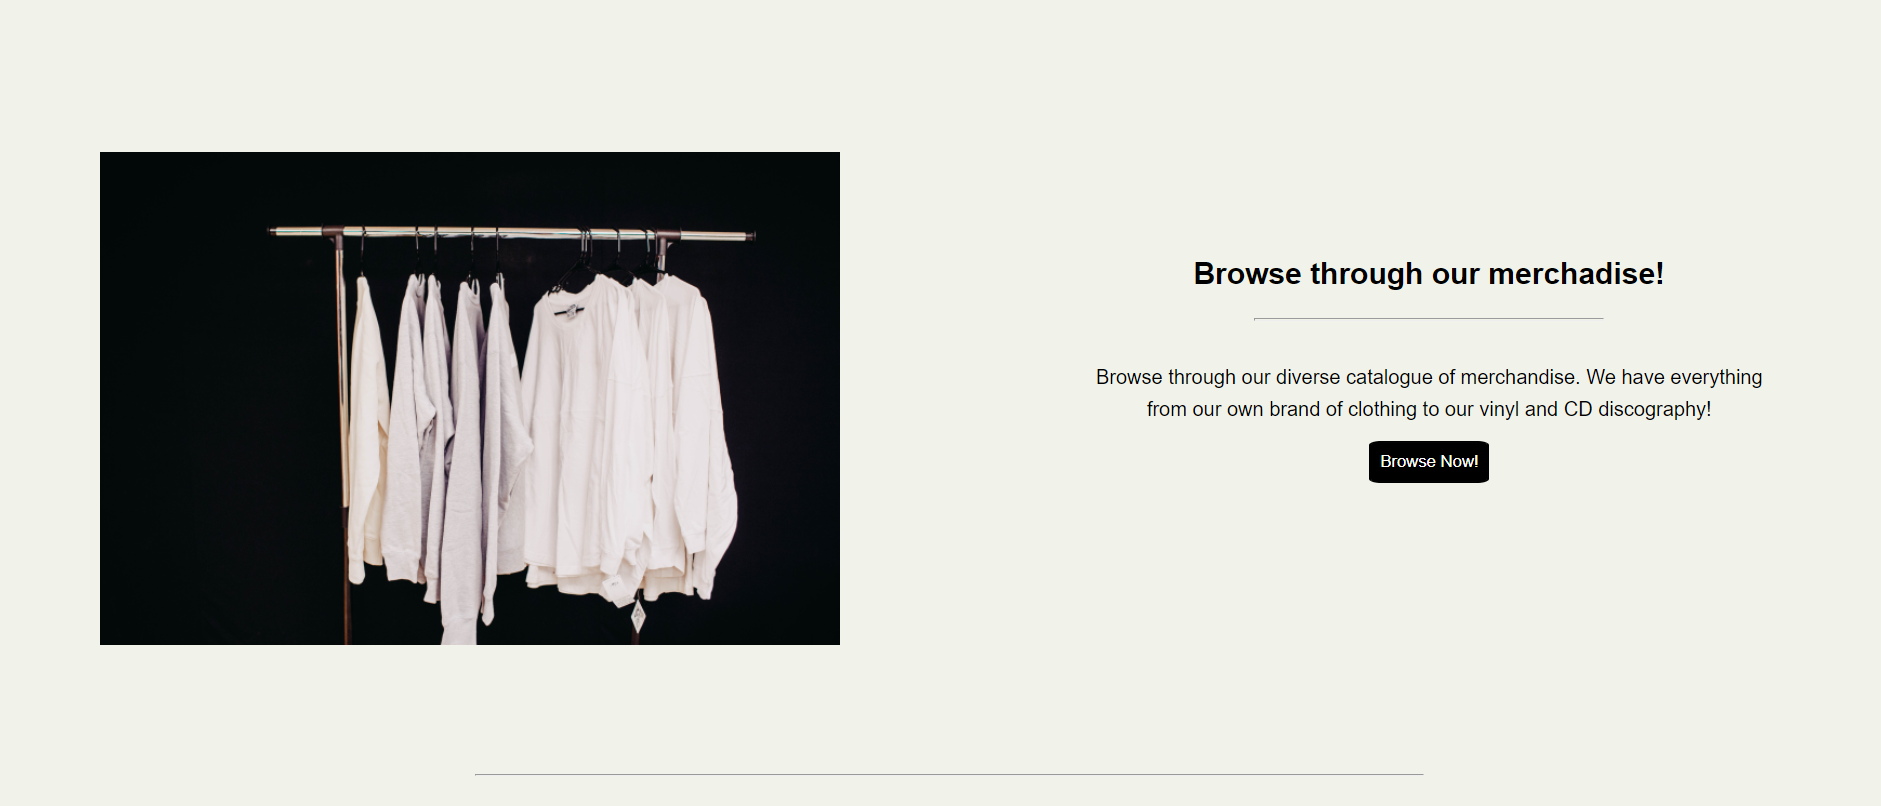 Browse through our merchadise!
Browse through our diverse catalogue of merchandise. We have everything
from our own brand of clothing to our vinyl and CD discography!
Browse Now!